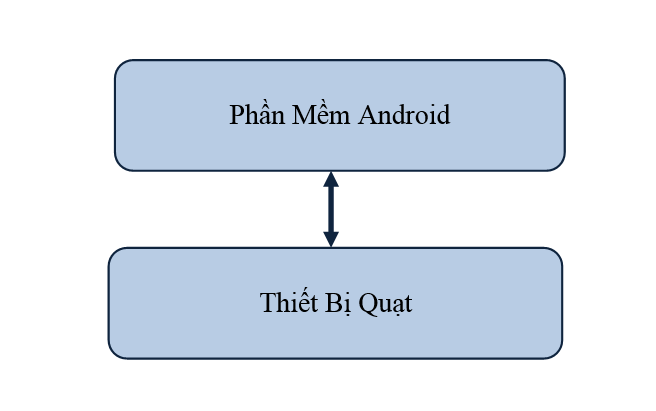 Phần Mềm Android
Thiết Bị Quạt